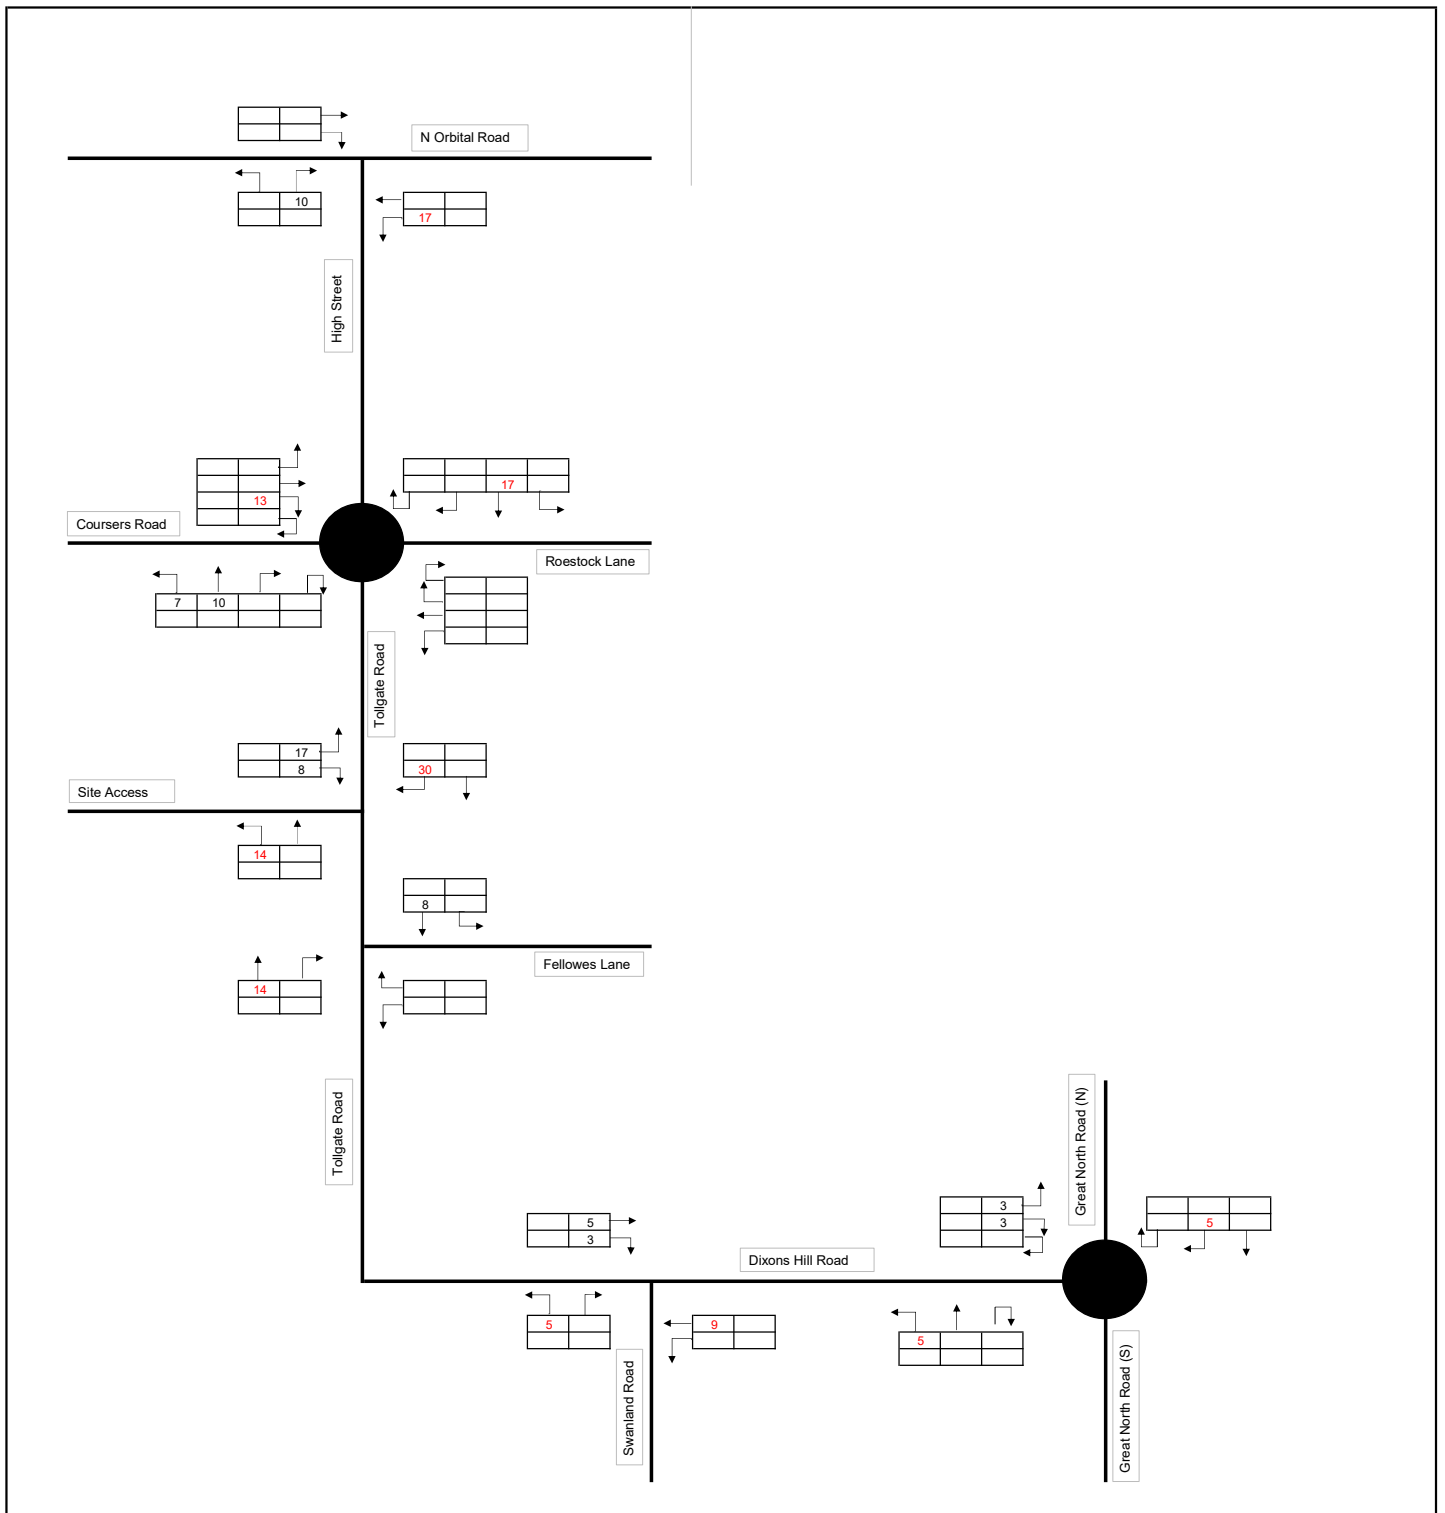 N Orbital Road
10
17
High Street
13
17
Coursers Road
Roestock Lane
7 10
Tollgate Road
17
8
30
Site Access
14
8
Fellowes Lane
14
Tollgate Road
Great North Road (N)
3
3
5
5
3
Dixons Hill Road
5
9
5
Swanland Road
Great North Road (S)